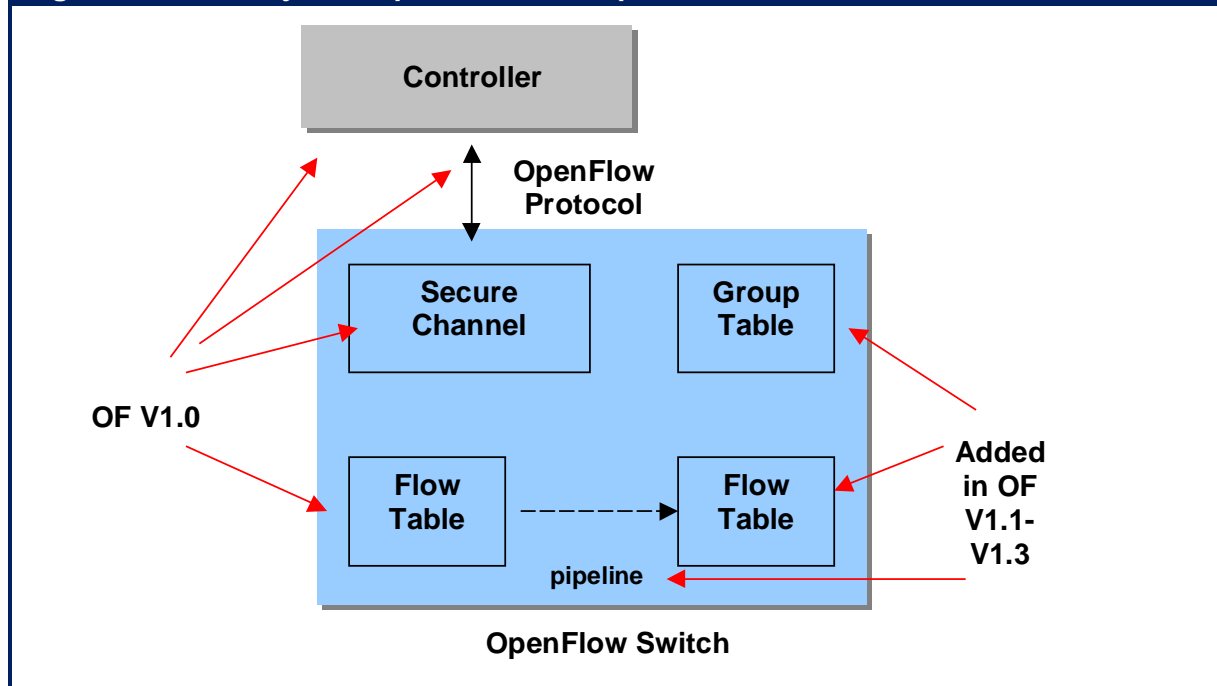 Controller
OpenFlow
Protocol
Secure
Channel
Group
Table
OF V1.0
Flow
Table
Flow
Table
Added
in OF
V1.1-
V1.3
pipeline
OpenFlow Switch